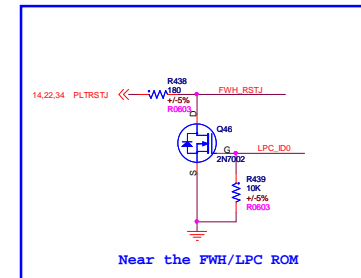 R438
180
+/-5%
R0603
14,22,34 PLTRSTJ
FWH_RSTJ
D
Q46
G
2N7002
S
LPC_ID0
R439
10K
+/-5%
R0603
Near the FWH/LPC ROM